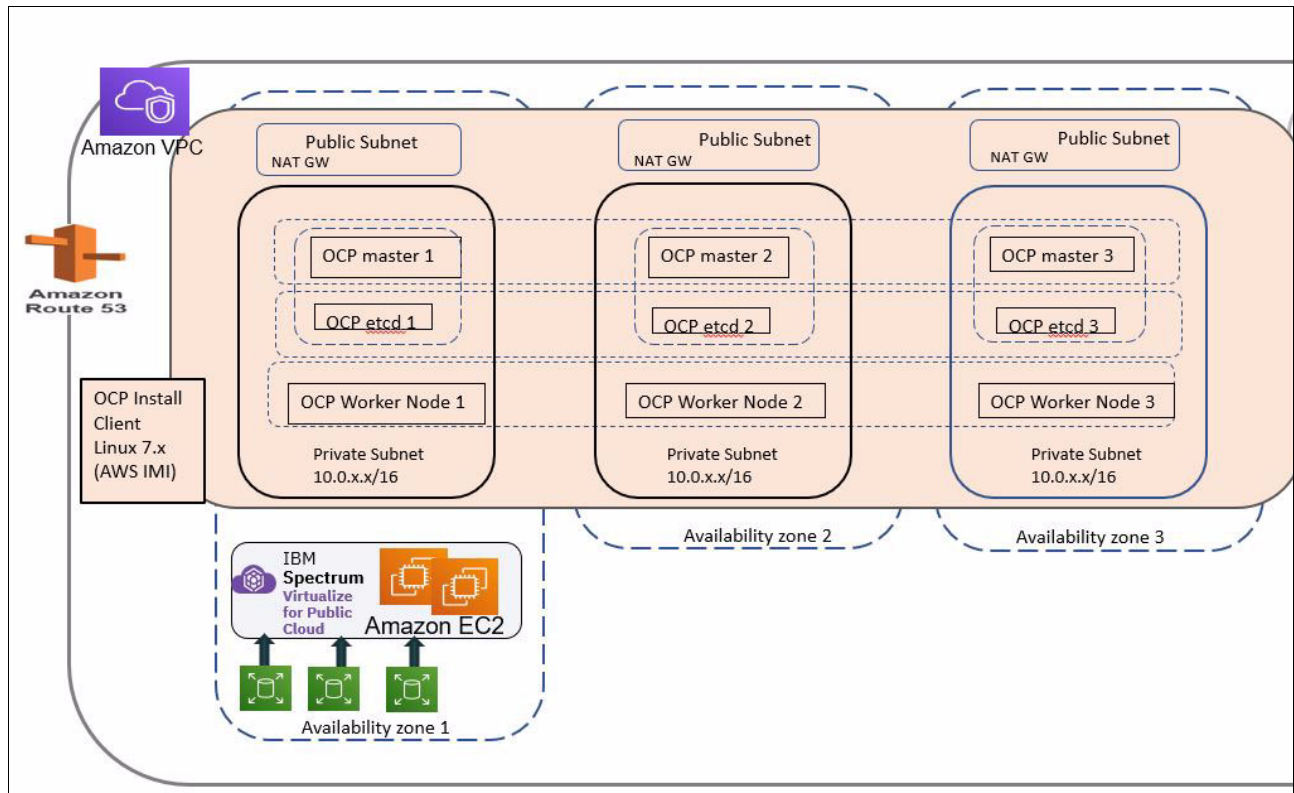 Amazon VPC
Public Subnet
NAT GW
Public Subnet
NAT GW
Public Subnet
NAT GW
Amazon
Route 53
OCP master 1
OCP master 2
OCP master 3
OCP etcd 1
OCP etcd 2
OCP etcd 3
OCP Install
Client
Linux 7.x
(AWS IMI)
OCP Worker Node 1
OCP Worker Node 2
OCP Worker Node 3
Private Subnet
10.0.x.x/16
Private Subnet
10.0.x.x/16
Private Subnet
10.0.x.x/16
Availability zone 2
Availability zone 3
IBM
Spectrum
Virtualize
for Public
Cloud
Amazon EC2
Availability zone 1